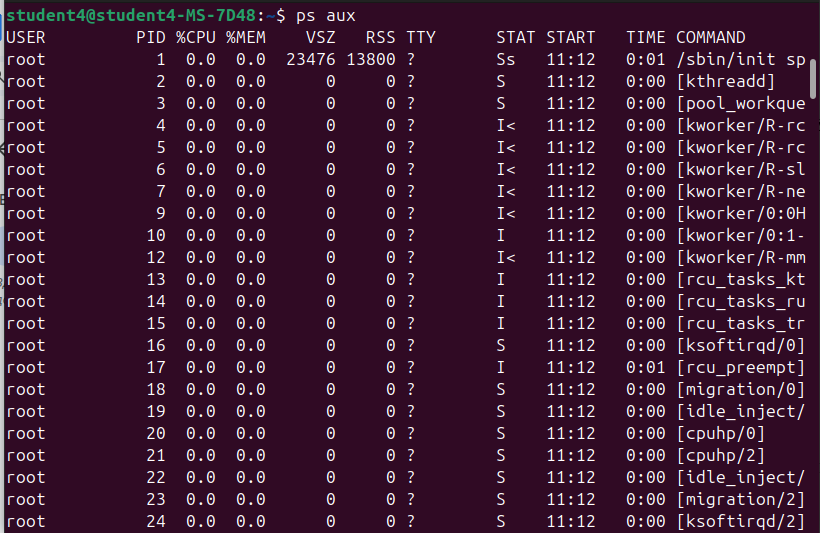 student4@student4-MS-7D48:~$ ps aux
USER         PID %CPU %MEM    VSZ   RSS TTY      STAT START   TIME COMMAND
root           1  0.0  0.0  23476 13800 ?        Ss   11:12   0:01 /sbin/init sp
root           2  0.0  0.0      0     0 ?        S    11:12   0:00 [kthreadd]
root           3  0.0  0.0      0     0 ?        S    11:12   0:00 [pool_workque
root           4  0.0  0.0      0     0 ?        I<   11:12   0:00 [kworker/R-rc
root           5  0.0  0.0      0     0 ?        I<   11:12   0:00 [kworker/R-rc
root           6  0.0  0.0      0     0 ?        I<   11:12   0:00 [kworker/R-sl
root           7  0.0  0.0      0     0 ?        I<   11:12   0:00 [kworker/R-ne
root           9  0.0  0.0      0     0 ?        I<   11:12   0:00 [kworker/0:0H
root          10  0.0  0.0      0     0 ?        I    11:12   0:00 [kworker/0:1-
root          12  0.0  0.0      0     0 ?        I<   11:12   0:00 [kworker/R-mm
root          13  0.0  0.0      0     0 ?        I    11:12   0:00 [rcu_tasks_kt
root          14  0.0  0.0      0     0 ?        I    11:12   0:00 [rcu_tasks_ru
root          15  0.0  0.0      0     0 ?        I    11:12   0:00 [rcu_tasks_tr
root          16  0.0  0.0      0     0 ?        S    11:12   0:00 [ksoftirqd/0]
root          17  0.0  0.0      0     0 ?        I    11:12   0:01 [rcu_preempt]
root          18  0.0  0.0      0     0 ?        S    11:12   0:00 [migration/0]
root          19  0.0  0.0      0     0 ?        S    11:12   0:00 [idle_inject/
root          20  0.0  0.0      0     0 ?        S    11:12   0:00 [cpuhp/0]
root          21  0.0  0.0      0     0 ?        S    11:12   0:00 [cpuhp/2]
root          22  0.0  0.0      0     0 ?        S    11:12   0:00 [idle_inject/
root          23  0.0  0.0      0     0 ?        S    11:12   0:00 [migration/2]
root          24  0.0  0.0      0     0 ?        S    11:12   0:00 [ksoftirqd/2]